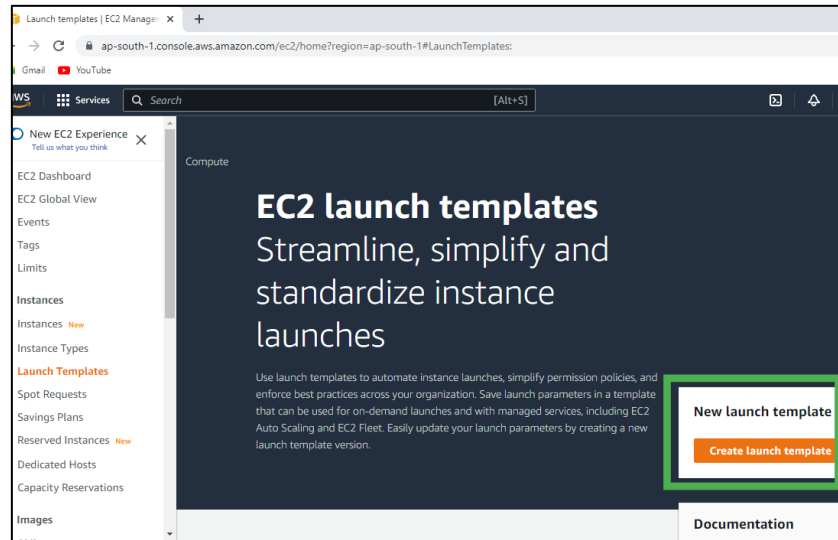 Launch templates | EC2 Manager
ap-south-1.console.aws.amazon.com/ec2/home?region=ap-south-1#LaunchTemplates:
Gmail YouTube
Services Search [Alt+S]
New EC2 Experience
Tell us what you think
EC2 Dashboard
EC2 Global View
Events
Tags
Limits
Instances
Instances New
Instance Types
Launch Templates
Spot Requests
Savings Plans
Reserved Instances New
Dedicated Hosts
Capacity Reservations
Images
Compute
EC2 launch templates
Streamline, simplify and
standardize instance
launches
Use launch templates to automate instance launches, simplify permission policies, and
enforce best practices across your organization. Save launch parameters in a template
that can be used for on-demand launches and with managed services, including EC2
Auto Scaling and EC2 Fleet. Easily update your launch parameters by creating a new
launch template version.
New launch template
Create launch template
Documentation